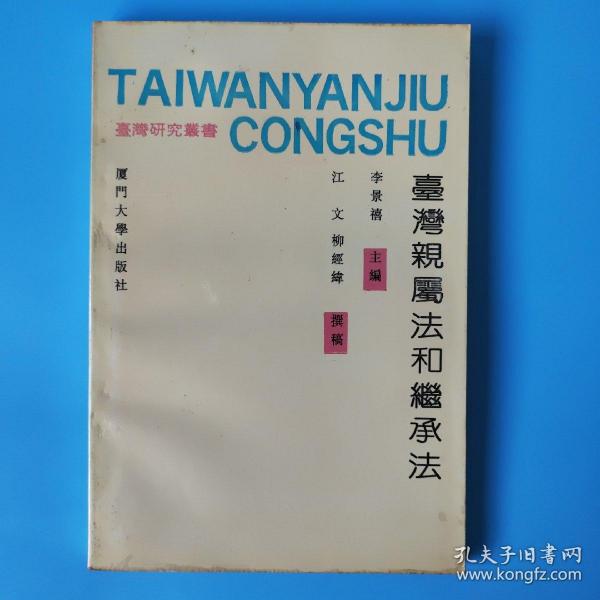 TAIWANYANJIU
CONGSHU
臺灣研究叢書
臺灣親屬法和繼承法
李景禧 主編
江文 柳經緯 撰稿
厦門大學出版社
孔夫子旧书网
www.kongfz.com